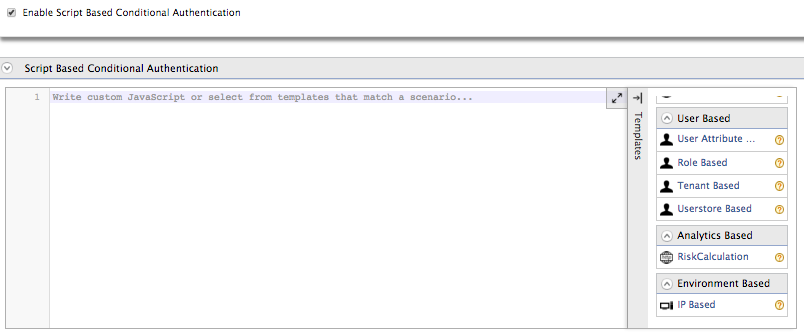 Enable Script Based Conditional Authentication
Script Based Conditional Authentication
1 Write custom JavaScript or select from templates that match a scenario...
Templates
User Based
User Attribute ...
Role Based
Tenant Based
Userstore Based
Analytics Based
RiskCalculation
Environment Based
IP Based